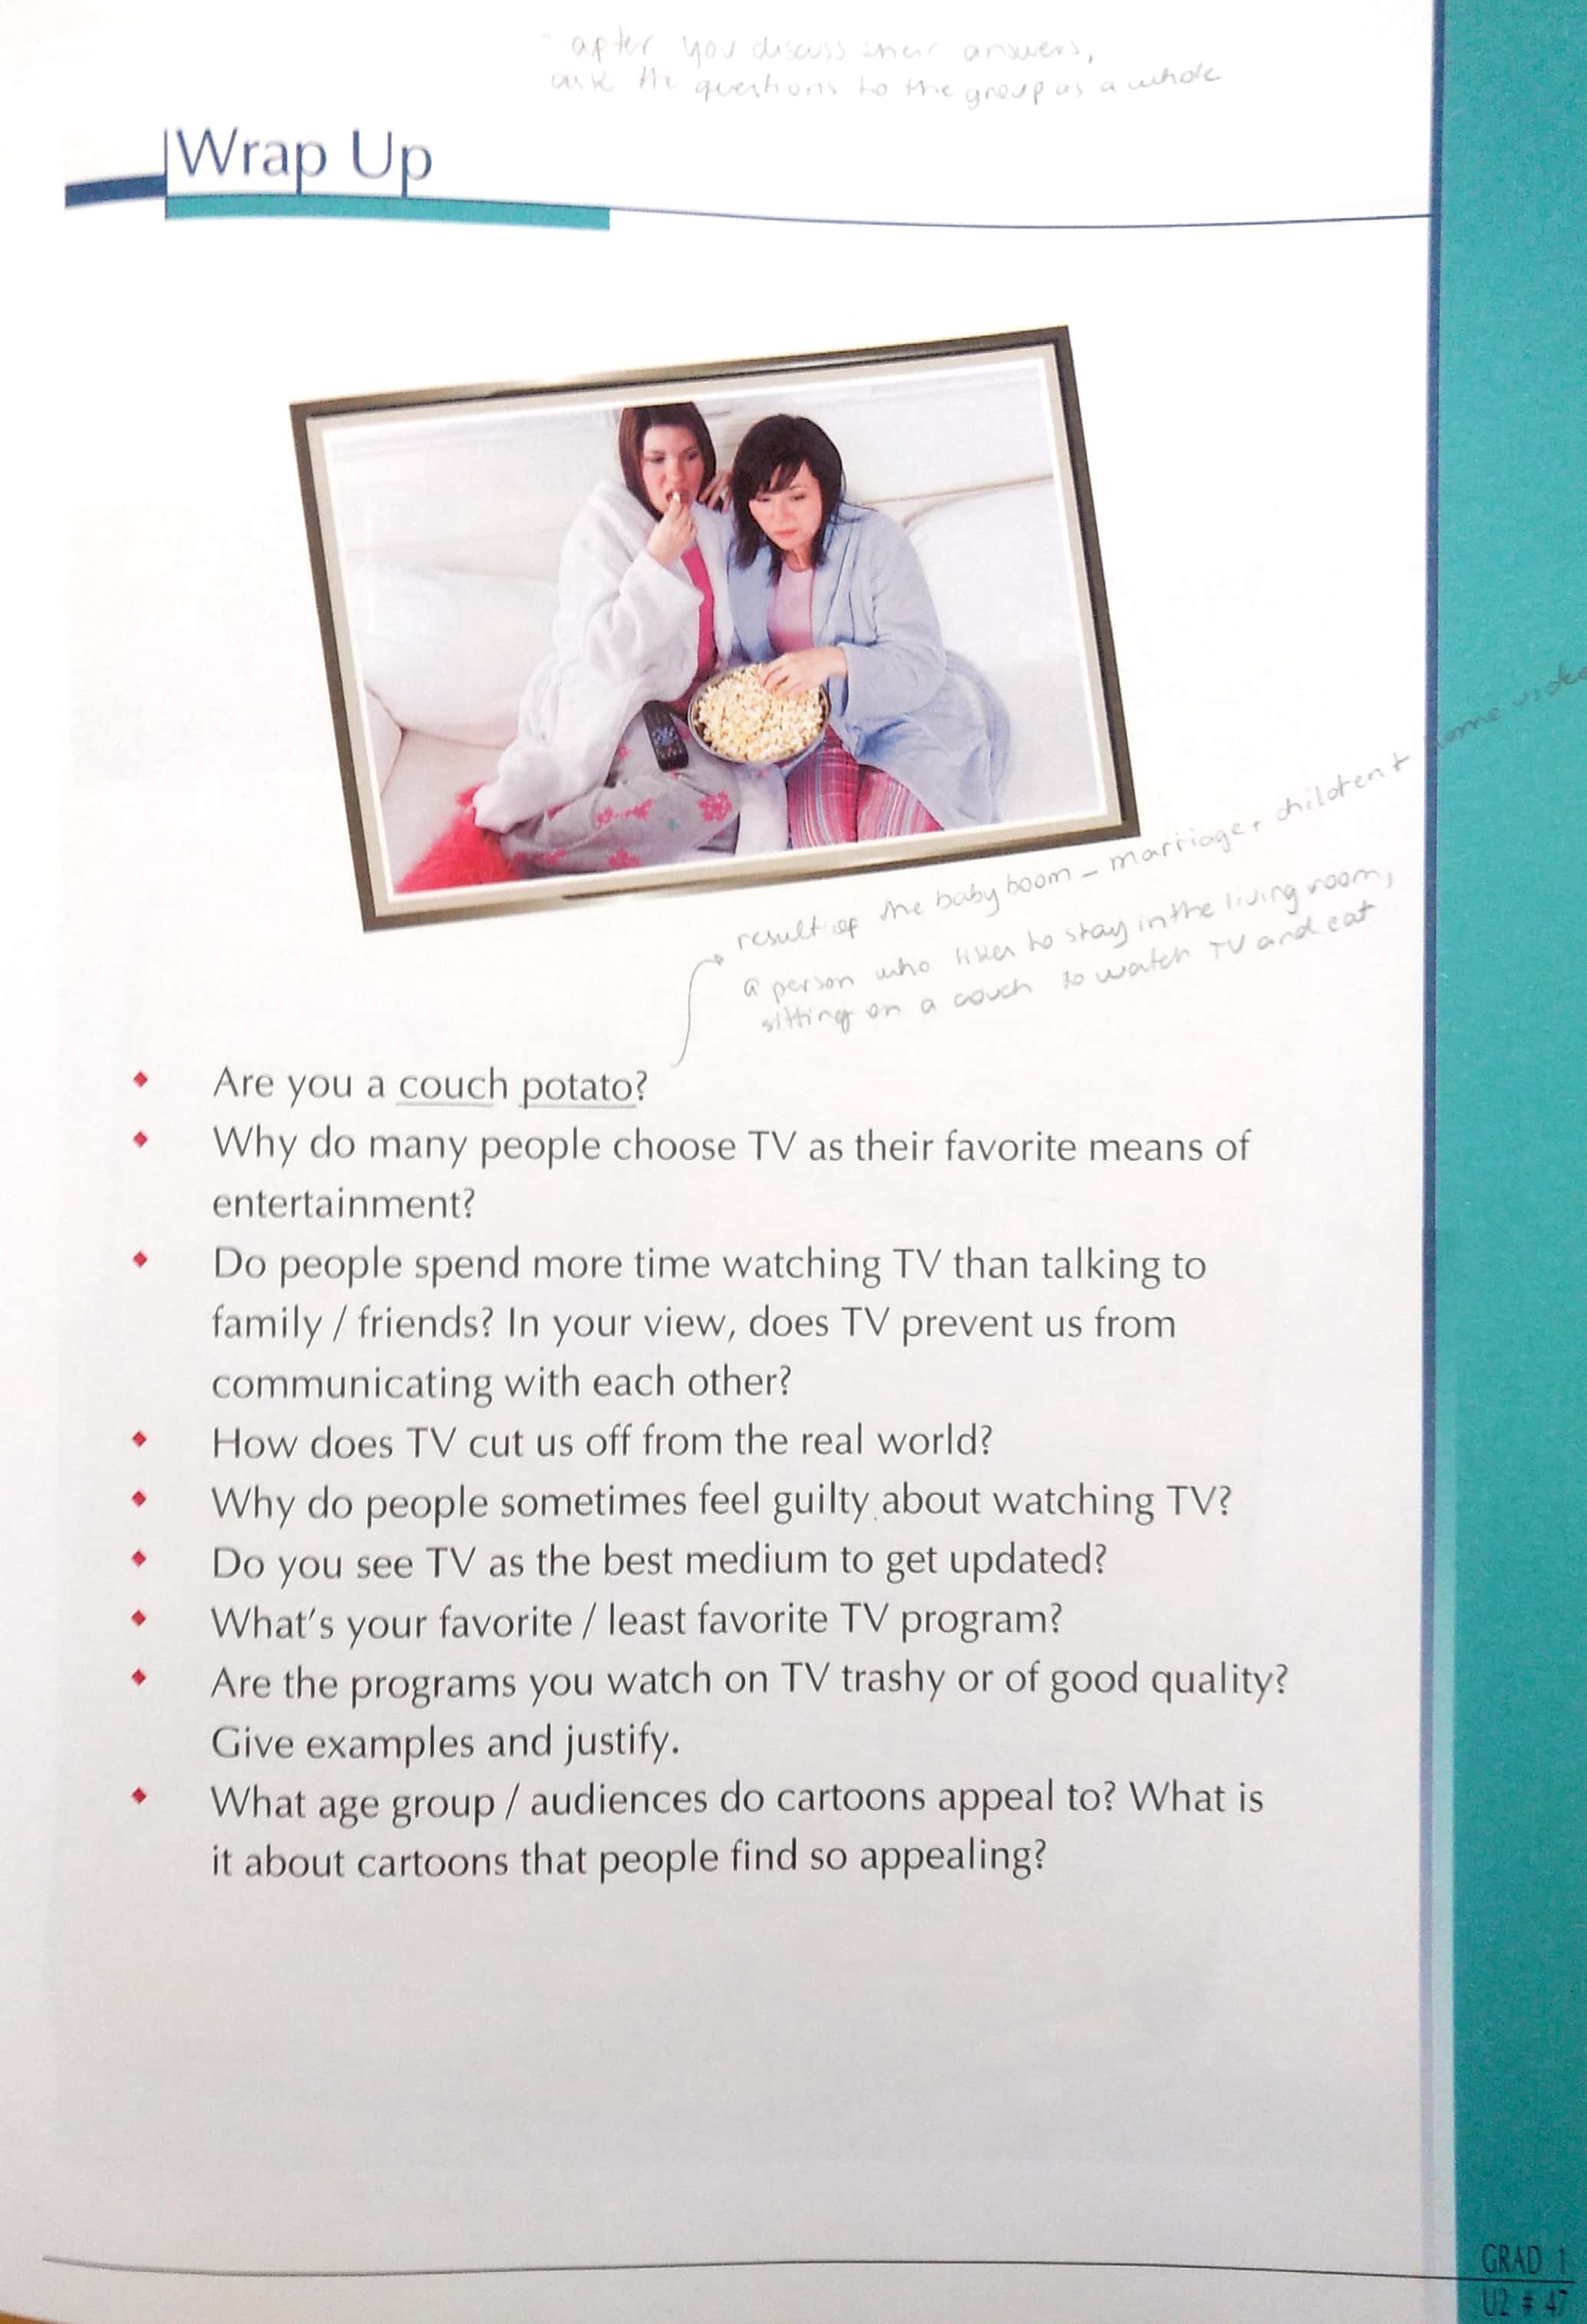 - after you discuss their answers,
ask the questions to the group as a whole
Wrap Up
result of the baby boom - marriage + children + home video
a person who likes to stay in the living room,
sitting on a couch to watch TV and eat
♦ Are you a couch potato?
♦ Why do many people choose TV as their favorite means of
entertainment?
♦ Do people spend more time watching TV than talking to
family / friends? In your view, does TV prevent us from
communicating with each other?
♦ How does TV cut us off from the real world?
♦ Why do people sometimes feel guilty about watching TV?
♦ Do you see TV as the best medium to get updated?
♦ What's your favorite / least favorite TV program?
♦ Are the programs you watch on TV trashy or of good quality?
Give examples and justify.
♦ What age group / audiences do cartoons appeal to? What is
it about cartoons that people find so appealing?
GRAD 1
U2 # 47